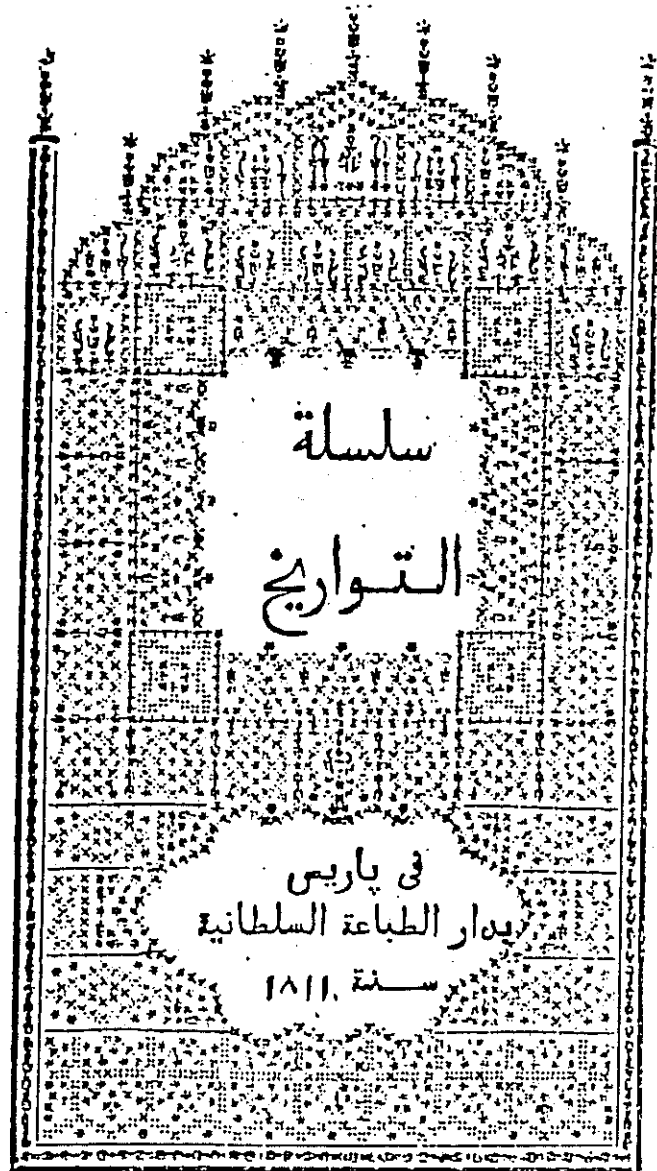 سلسلة
التواريخ
فى پاريس
بدار الطباعة السلطانية
سنة ١٨١١